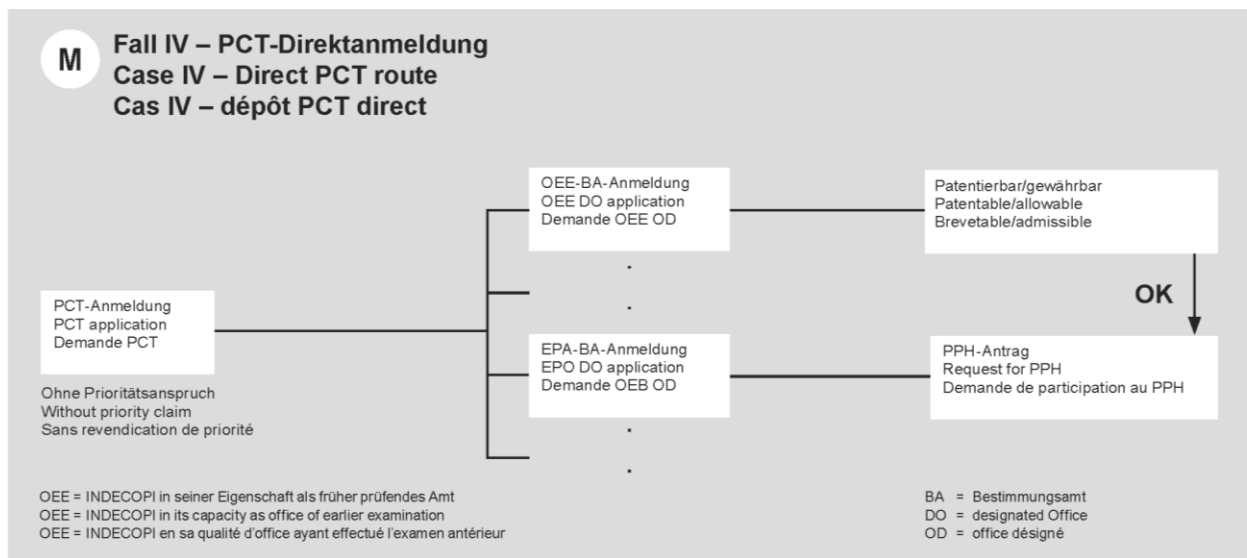 M
Fall IV – PCT-Direktanmeldung
Case IV – Direct PCT route
Cas IV – dépôt PCT direct
OEE-BA-Anmeldung
OEE DO application
Demande OEE OD
Patentierbar/gewährbar
Patentable/allowable
Brevetable/admissible
OK
PCT-Anmeldung
PCT application
Demande PCT
EPA-BA-Anmeldung
EPO DO application
Demande OEB OD
PPH-Antrag
Request for PPH
Demande de participation au PPH
Ohne Prioritätsanspruch
Without priority claim
Sans revendication de priorité
OEE = INDECOPI in seiner Eigenschaft als früher prüfendes Amt
OEE = INDECOPI in its capacity as office of earlier examination
OEE = INDECOPI en sa qualité d'office ayant effectué l'examen antérieur
BA = Bestimmungsamt
DO = designated Office
OD = office désigné